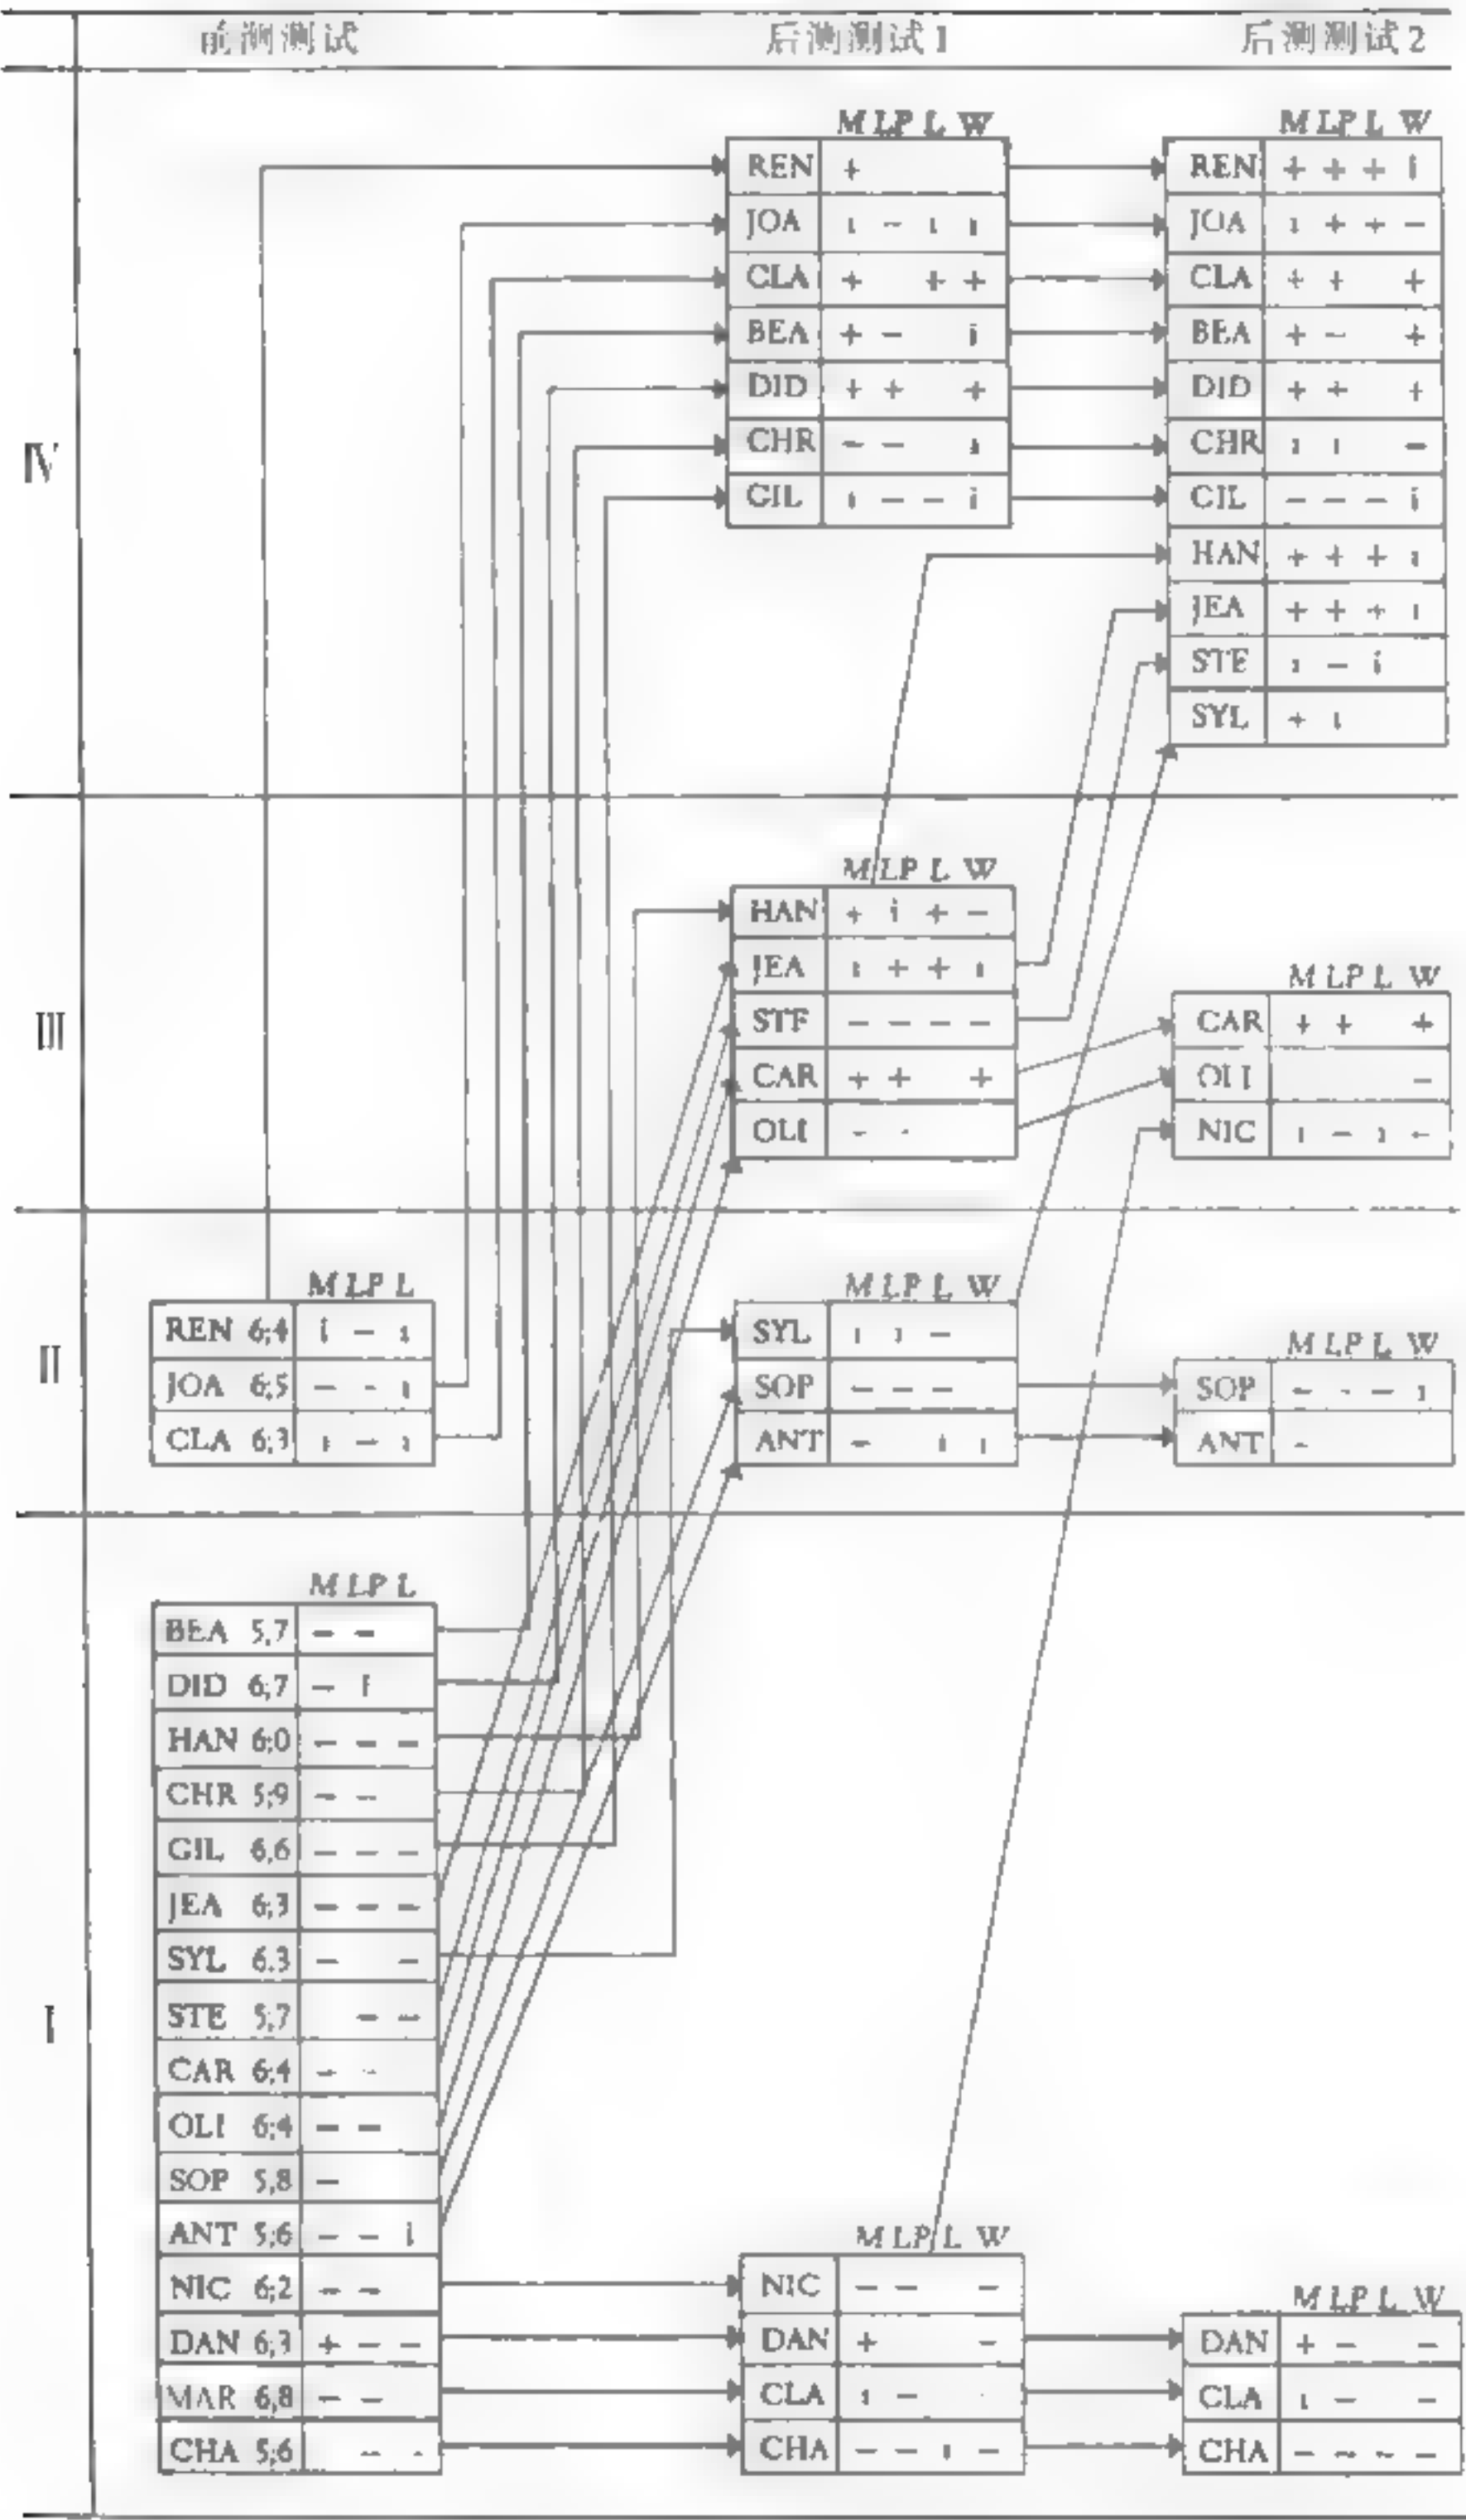 前测测试 后测测试1 后测测试2
IV
M LP L W
REN +
JOA ı – ı ı
CLA + + +
BEA + – i
DID + + +
CHR – – ı
GIL ı – – i
M LP L W
REN + + + i
JOA ı + + –
CLA + + +
BEA + – +
DID + + +
CHR ı ı –
GIL – – – i
HAN + + + ı
JEA + + + ı
STE ı – i
SYL + ı
III
M LP L W
HAN + i + –
JEA ı + + ı
STE – – – –
CAR + + +
OLI – -
M LP L W
CAR + + +
OLI –
NIC ı – ı –
II
M LP L
REN 6;4 i – ı
JOA 6;5 – - ı
CLA 6;3 ı – ı
M LP L W
SYL ı ı –
SOP – – –
ANT – ı ı
M LP L W
SOP – - – ı
ANT -
I
M LP L
BEA 5,7 – –
DID 6,7 – i
HAN 6;0 – – –
CHR 5;9 – –
GIL 6,6 – – –
JEA 6;3 – – –
SYL 6.3 – –
STE 5;7 – –
CAR 6;4 – -
OLI 6;4 – –
SOP 5,8 –
ANT 5;6 – – i
NIC 6;2 – –
DAN 6;3 + – –
MAR 6,8 – –
CHA 5;6 – -
M LP L W
NIC – – –
DAN + –
CLA ı – -
CHA – – ı –
M LP L W
DAN + – –
CLA ı – –
CHA – – – –